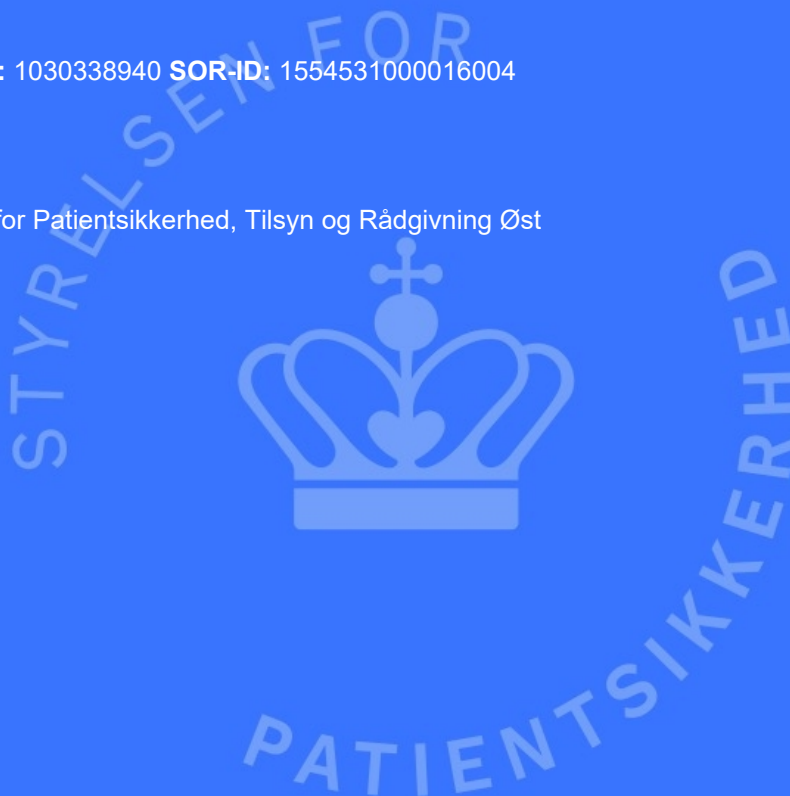 : 1030338940 SOR-ID: 1554531000016004
for Patientsikkerhed, Tilsyn og Rådgivning Øst
STYRELSEN FOR
PATIENTSIKKERHED